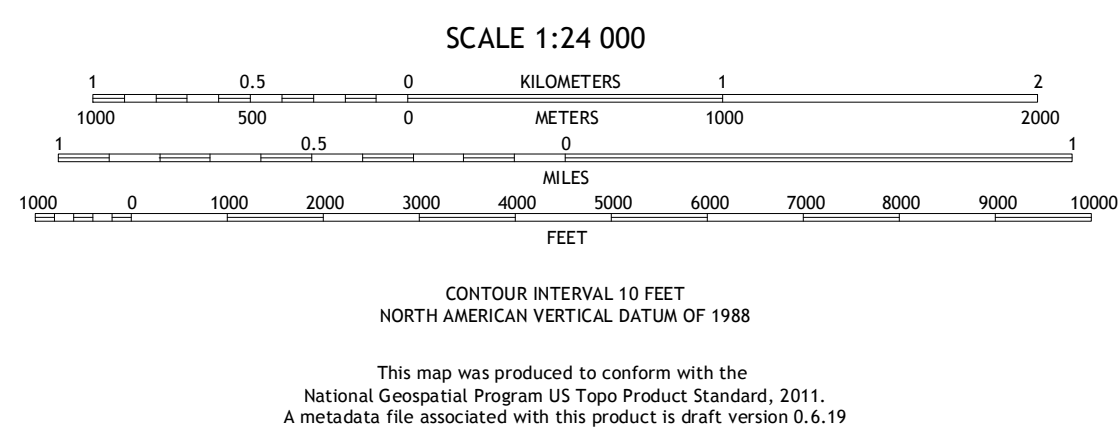 SCALE 1:24 000
1 0.5 0 KILOMETERS 1 2
1000 500 0 METERS 1000 2000
1 0.5 0 1
MILES
1000 0 1000 2000 3000 4000 5000 6000 7000 8000 9000 10000
FEET
CONTOUR INTERVAL 10 FEET
NORTH AMERICAN VERTICAL DATUM OF 1988
This map was produced to conform with the
National Geospatial Program US Topo Product Standard, 2011.
A metadata file associated with this product is draft version 0.6.19